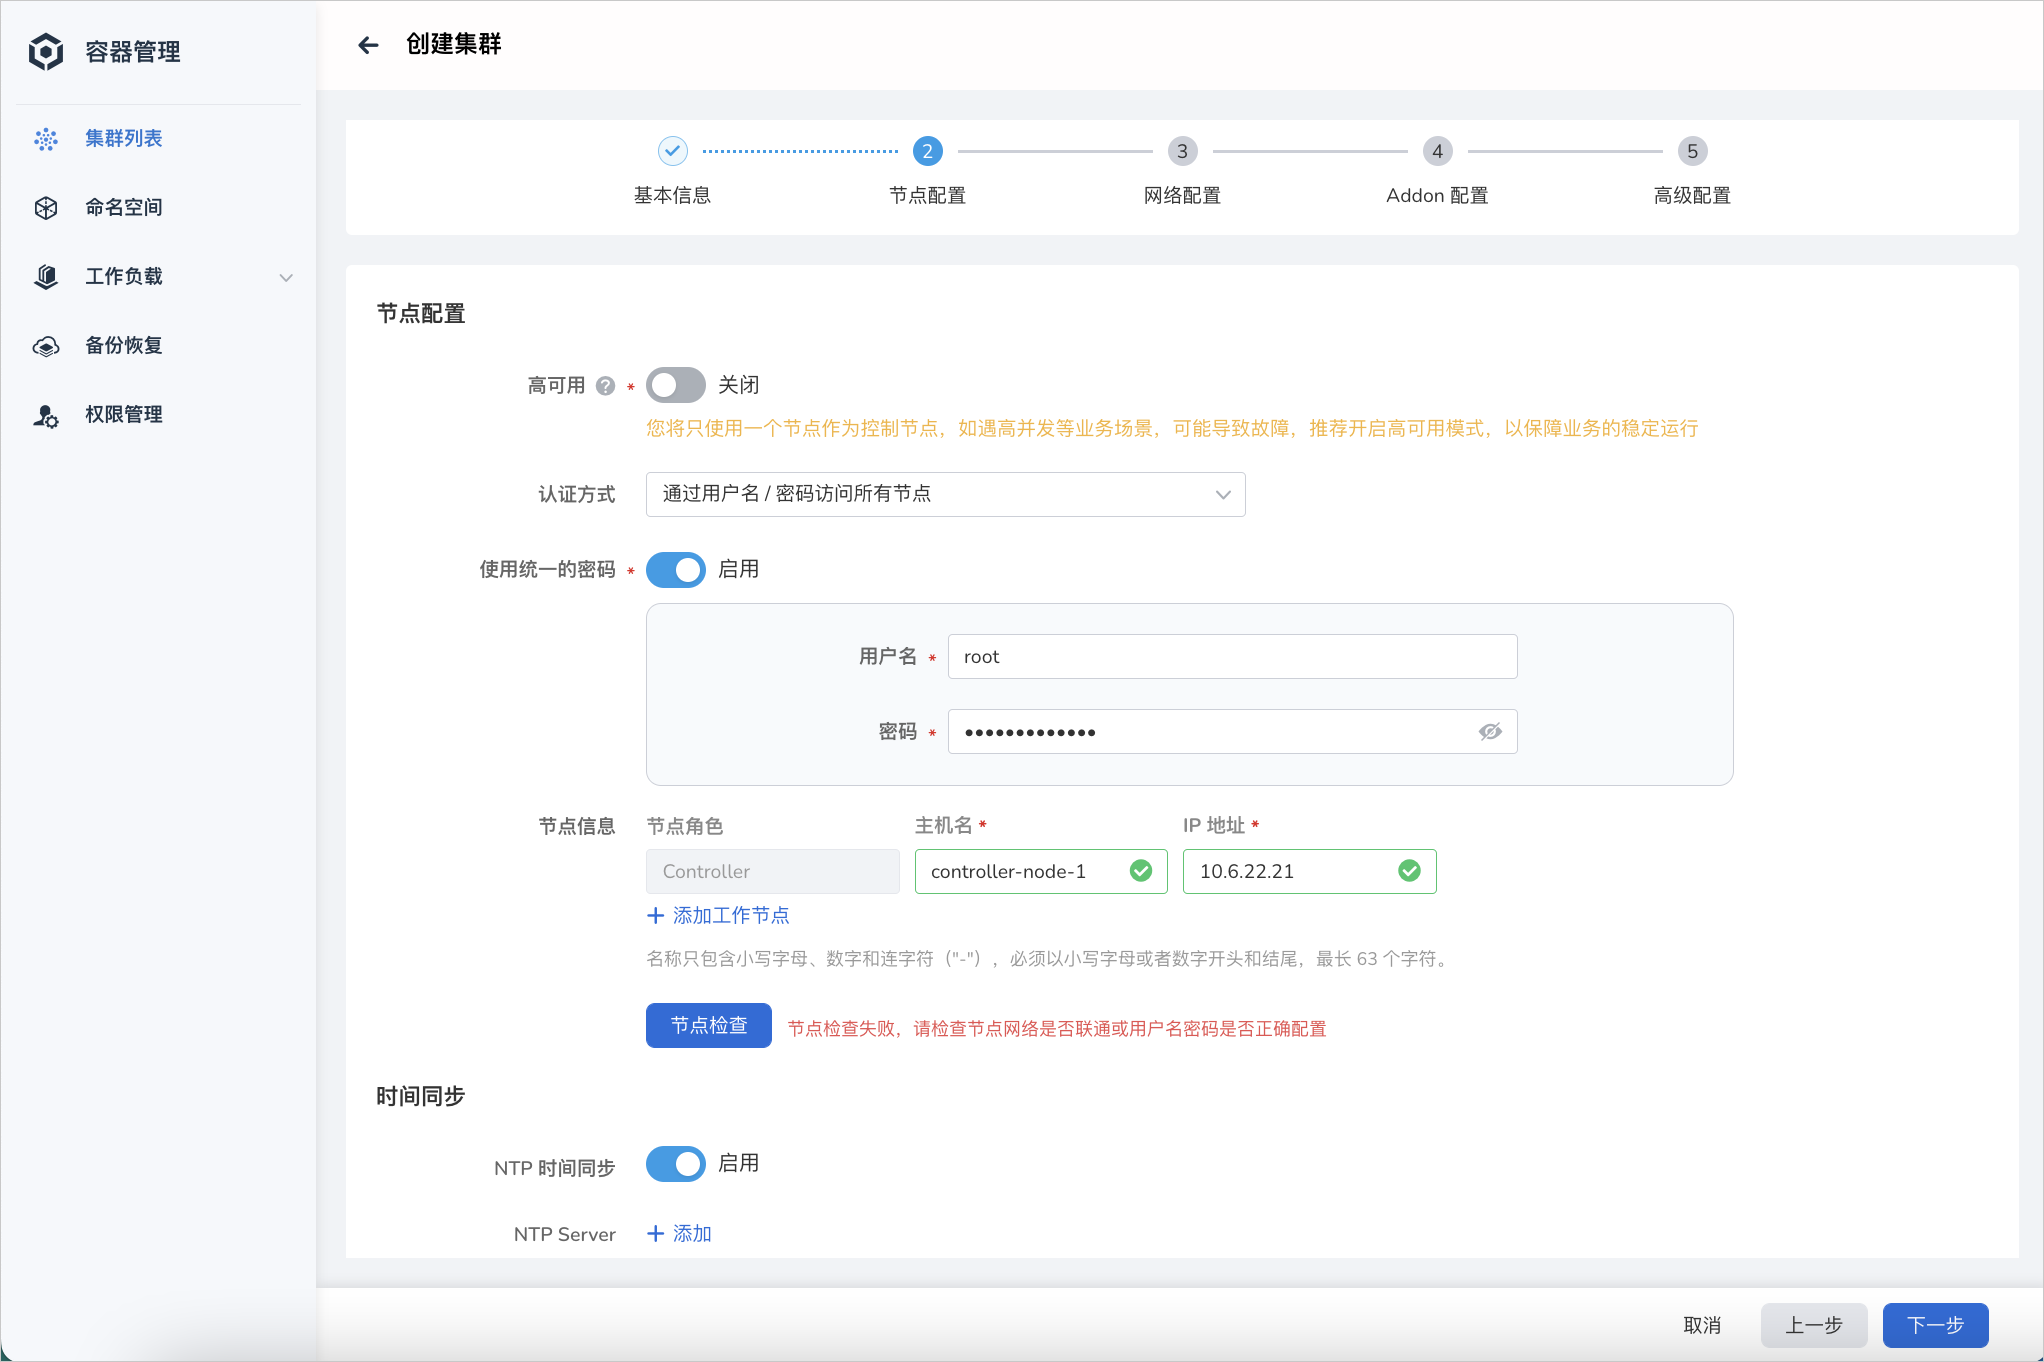 容器管理
集群列表
命名空间
工作负载
备份恢复
权限管理
创建集群
2 3 4 5
基本信息 节点配置 网络配置 Addon 配置 高级配置
节点配置
高可用 ? * 关闭
您将只使用一个节点作为控制节点，如遇高并发等业务场景，可能导致故障，推荐开启高可用模式，以保障业务的稳定运行
认证方式 通过用户名 / 密码访问所有节点
使用统一的密码 * 启用
用户名 * root
密码 * •••••••••••••
节点信息 节点角色 主机名 * IP 地址 *
Controller controller-node-1 10.6.22.21
+ 添加工作节点
名称只包含小写字母、数字和连字符（"-"），必须以小写字母或者数字开头和结尾，最长 63 个字符。
节点检查 节点检查失败，请检查节点网络是否联通或用户名密码是否正确配置
时间同步
NTP 时间同步 启用
NTP Server + 添加
取消 上一步 下一步